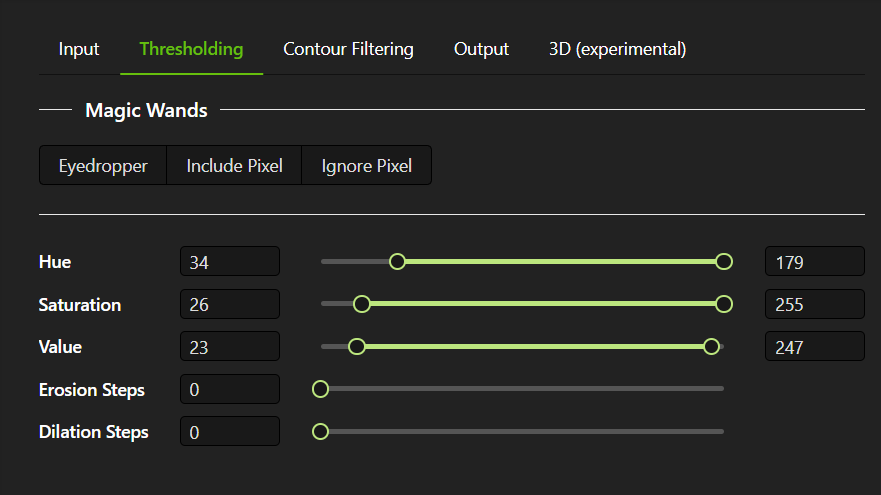 Input Thresholding Contour Filtering Output 3D (experimental)
Magic Wands
Eyedropper Include Pixel Ignore Pixel
Hue 34 179
Saturation 26 255
Value 23 247
Erosion Steps 0
Dilation Steps 0